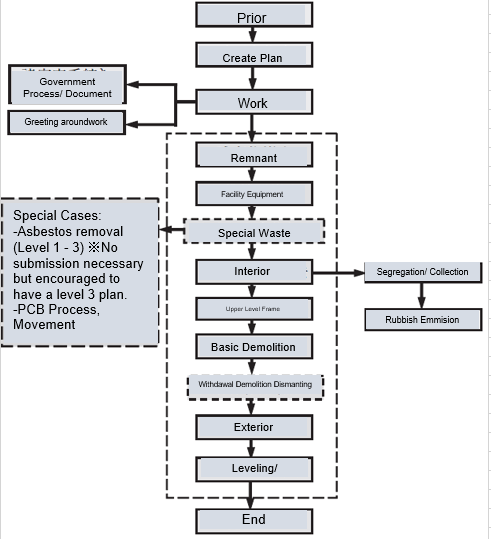 Prior
Create Plan
Government
Process/ Document
Work
Greeting aroundwork
Remnant
Facility Equipment
Special Cases:
-Asbestos removal
(Level 1 - 3) ※No
submission necessary
but encouraged to
have a level 3 plan.
-PCB Process,
Movement
Special Waste
Interior
Segregation/ Collection
Upper Level Frame
Rubbish Emmision
Basic Demolition
Withdawal Demolition Dismanting
Exterior
Leveling/
End